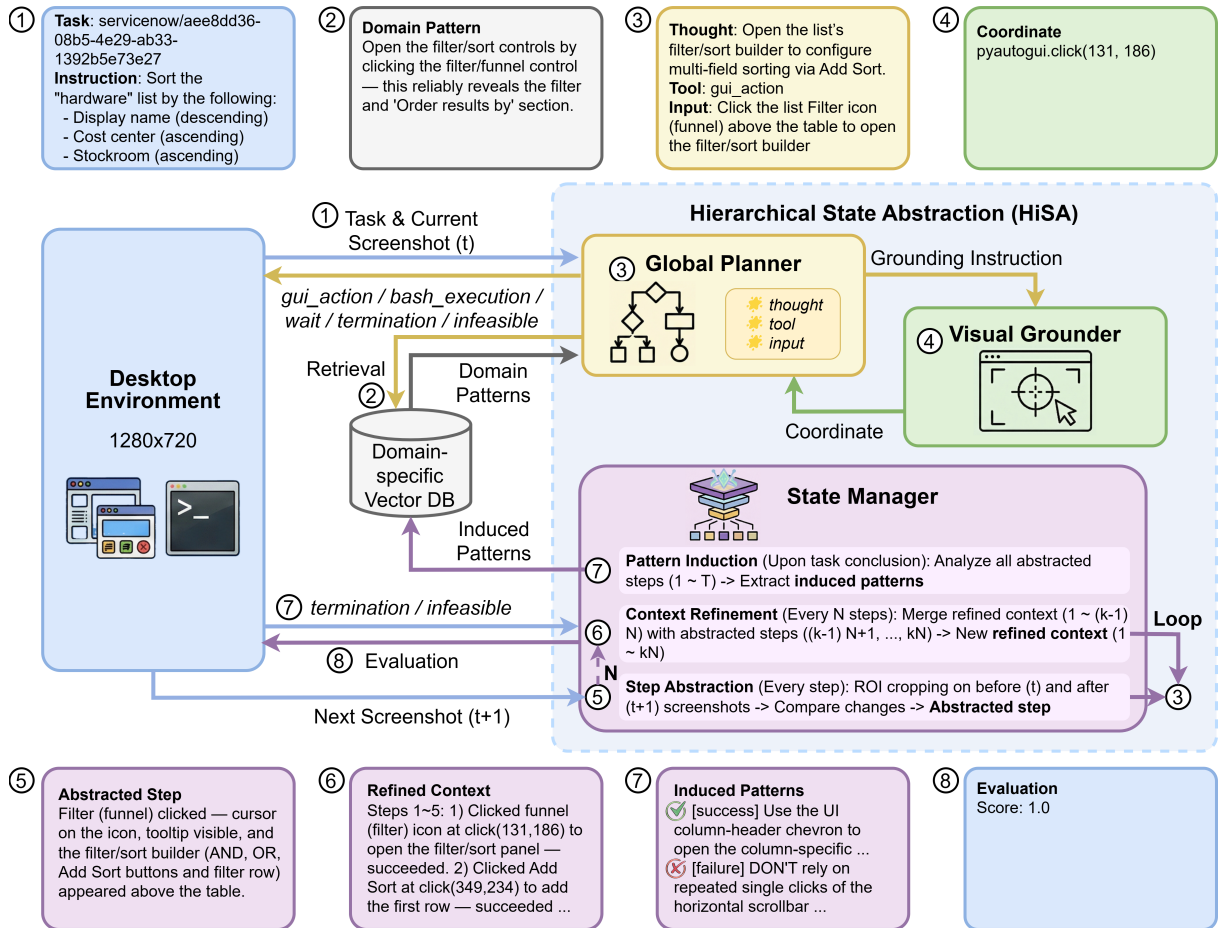 ①
Task: servicenow/aee8dd36-
08b5-4e29-ab33-
1392b5e73e27
Instruction: Sort the
"hardware" list by the following:
- Display name (descending)
- Cost center (ascending)
- Stockroom (ascending)
②
Domain Pattern
Open the filter/sort controls by
clicking the filter/funnel control
— this reliably reveals the filter
and 'Order results by' section.
③
Thought: Open the list's
filter/sort builder to configure
multi-field sorting via Add Sort.
Tool: gui_action
Input: Click the list Filter icon
(funnel) above the table to open
the filter/sort builder
④
Coordinate
pyautogui.click(131, 186)
Desktop
Environment
1280x720
>_
① Task & Current
Screenshot (t)
gui_action / bash_execution /
wait / termination / infeasible
Retrieval
②
Domain
Patterns
Domain-
specific
Vector DB
Induced
Patterns
⑦ termination / infeasible
⑧ Evaluation
Next Screenshot (t+1)
Hierarchical State Abstraction (HiSA)
③ Global Planner
thought
tool
input
Grounding Instruction
④ Visual Grounder
Coordinate
State Manager
⑦
Pattern Induction (Upon task conclusion): Analyze all abstracted
steps (1 ~ T) -> Extract induced patterns
⑥
Context Refinement (Every N steps): Merge refined context (1 ~ (k-1)
N) with abstracted steps ((k-1) N+1, ..., kN) -> New refined context (1
~ kN)
N
⑤
Step Abstraction (Every step): ROI cropping on before (t) and after
(t+1) screenshots -> Compare changes -> Abstracted step
Loop
③
⑤
Abstracted Step
Filter (funnel) clicked — cursor
on the icon, tooltip visible, and
the filter/sort builder (AND, OR,
Add Sort buttons and filter row)
appeared above the table.
⑥
Refined Context
Steps 1~5: 1) Clicked funnel
(filter) icon at click(131,186) to
open the filter/sort panel —
succeeded. 2) Clicked Add
Sort at click(349,234) to add
the first row — succeeded ...
⑦
Induced Patterns
[success] Use the UI
column-header chevron to
open the column-specific ...
[failure] DON'T rely on
repeated single clicks of the
horizontal scrollbar ...
⑧
Evaluation
Score: 1.0